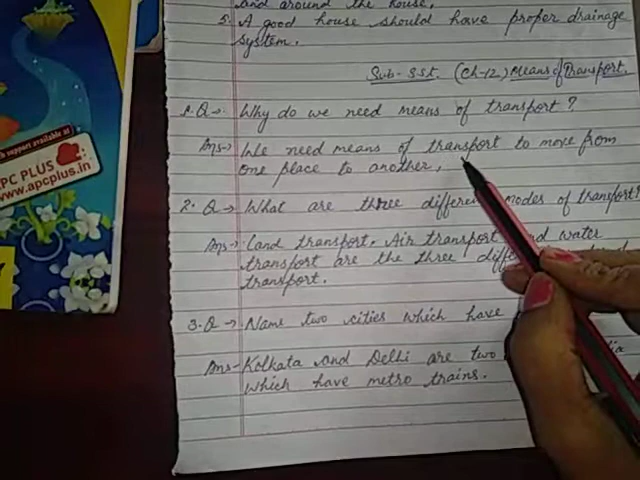 and around the house.
5. A good house should have proper drainage
system.
Sub - S.S.t. (Ch-12) Means of Transport.
1. Q → Why do we need means of transport?
Ans → We need means of transport to move from
one place to another,
2. Q → What are three modes of transport?
Ans → Land transport, Air transport water
transport are the three
transport.
3. Q → Name two cities which have
Ans - Kolkata and Delhi are two
which have metro trains.
support available at
APC PLUS
www.apcplus.in